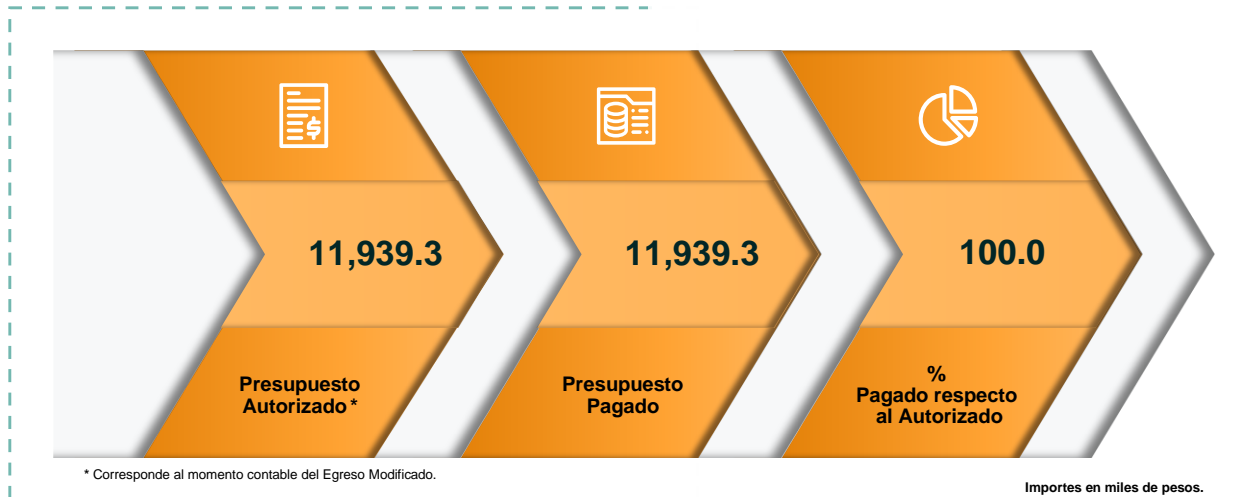 11,939.3
11,939.3
100.0
Presupuesto
Autorizado *
Presupuesto
Pagado
%
Pagado respecto
al Autorizado
* Corresponde al momento contable del Egreso Modificado.
Importes en miles de pesos.